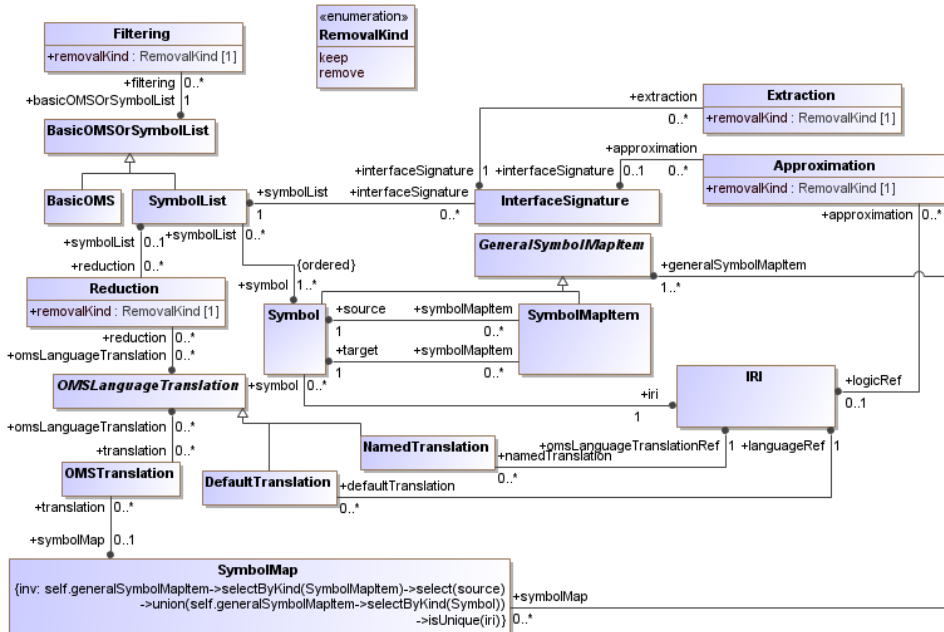 Filtering
+removalKind : RemovalKind [1]
«enumeration»
RemovalKind
keep
remove
+filtering 0..*
+basicOMSOrSymbolList 1
BasicOMSOrSymbolList
+extraction
0..*
Extraction
+removalKind : RemovalKind [1]
+approximation
0..*
Approximation
+removalKind : RemovalKind [1]
+interfaceSignature 1
+interfaceSignature 0..1
BasicOMS
SymbolList
+symbolList
1
+interfaceSignature
0..*
InterfaceSignature
+approximation
0..*
+symbolList 0..1
+symbolList 0..*
+reduction 0..*
GeneralSymbolMapItem
+generalSymbolMapItem
1..*
{ordered}
+symbol 1..*
Reduction
+removalKind : RemovalKind [1]
Symbol
+source
1
+symbolMapItem
0..*
SymbolMapItem
+target
1
+symbolMapItem
0..*
+reduction 0..*
+omsLanguageTranslation 0..*
OMSLanguageTranslation
+symbol 0..*
+iri
1
IRI
+logicRef
0..1
+omsLanguageTranslation 0..*
+translation 0..*
NamedTranslation
+omsLanguageTranslationRef 1
+languageRef 1
+namedTranslation
0..*
OMSTranslation
DefaultTranslation
+defaultTranslation
0..*
+translation 0..*
+symbolMap 0..1
SymbolMap
{inv: self.generalSymbolMapItem->selectByKind(SymbolMapItem)->select(source)
->union(self.generalSymbolMapItem->selectByKind(Symbol))
->isUnique(iri)}
+symbolMap
0..*